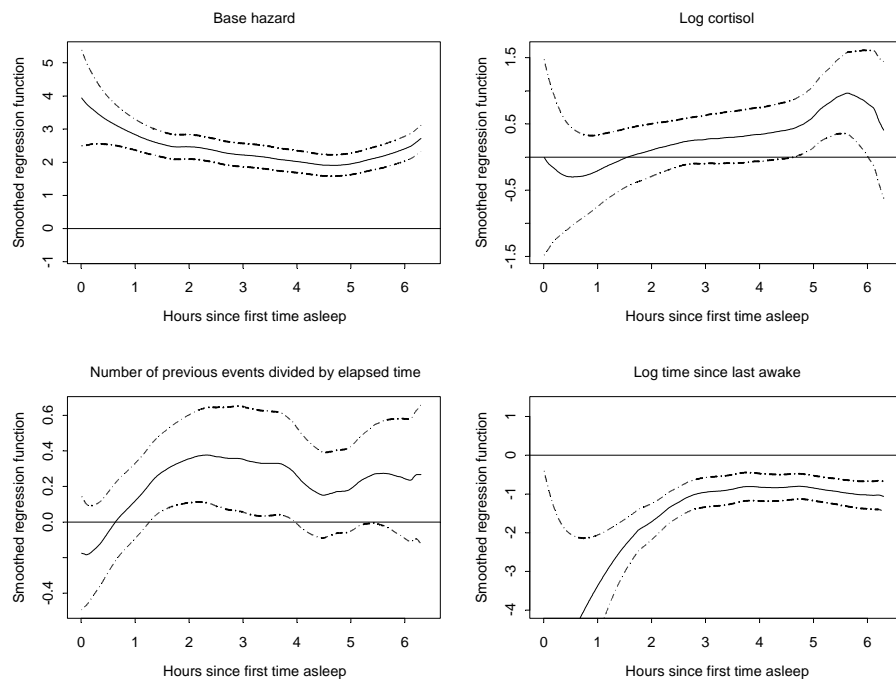 Base hazard
Smoothed regression function
5
4
3
2
1
0
-1
0 1 2 3 4 5 6
Hours since first time asleep
Log cortisol
Smoothed regression function
1.5
0.5
-0.5
-1.5
0 1 2 3 4 5 6
Hours since first time asleep
Number of previous events divided by elapsed time
Smoothed regression function
0.6
0.4
0.2
0.0
-0.4
0 1 2 3 4 5 6
Hours since first time asleep
Log time since last awake
Smoothed regression function
1
0
-1
-2
-3
-4
0 1 2 3 4 5 6
Hours since first time asleep